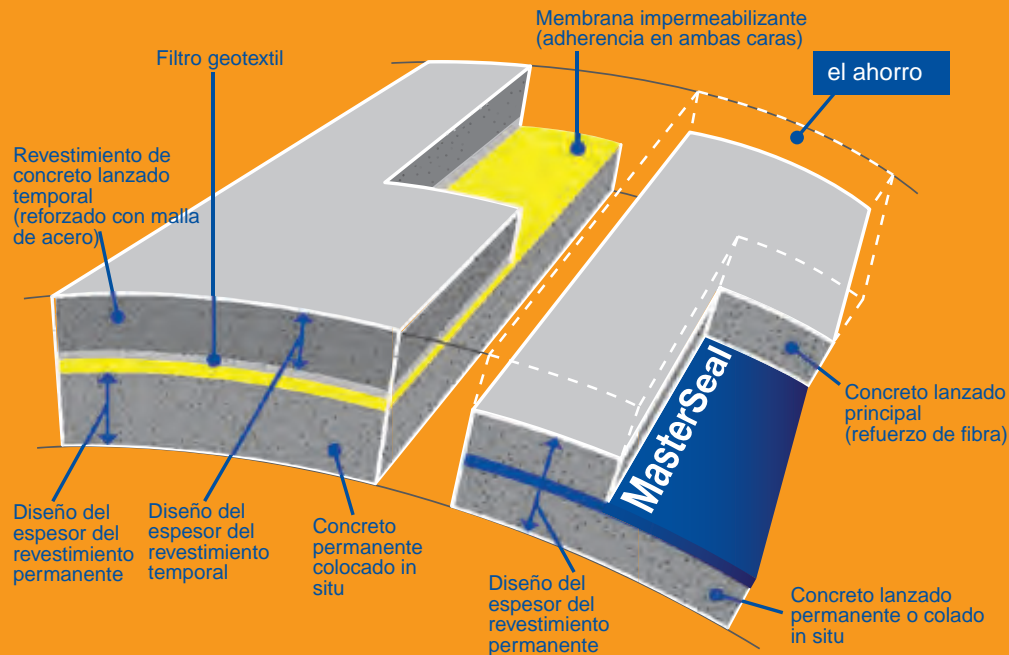 Membrana impermeabilizante
(adherencia en ambas caras)
Filtro geotextil
el ahorro
Revestimiento de
concreto lanzado
temporal
(reforzado con malla
de acero)
MasterSeal
Concreto lanzado
principal
(refuerzo de fibra)
Diseño del
espesor del
revestimiento
permanente
Diseño del
espesor del
revestimiento
temporal
Concreto
permanente
colocado in
situ
Diseño del
espesor del
revestimiento
permanente
Concreto lanzado
permanente o colado
in situ